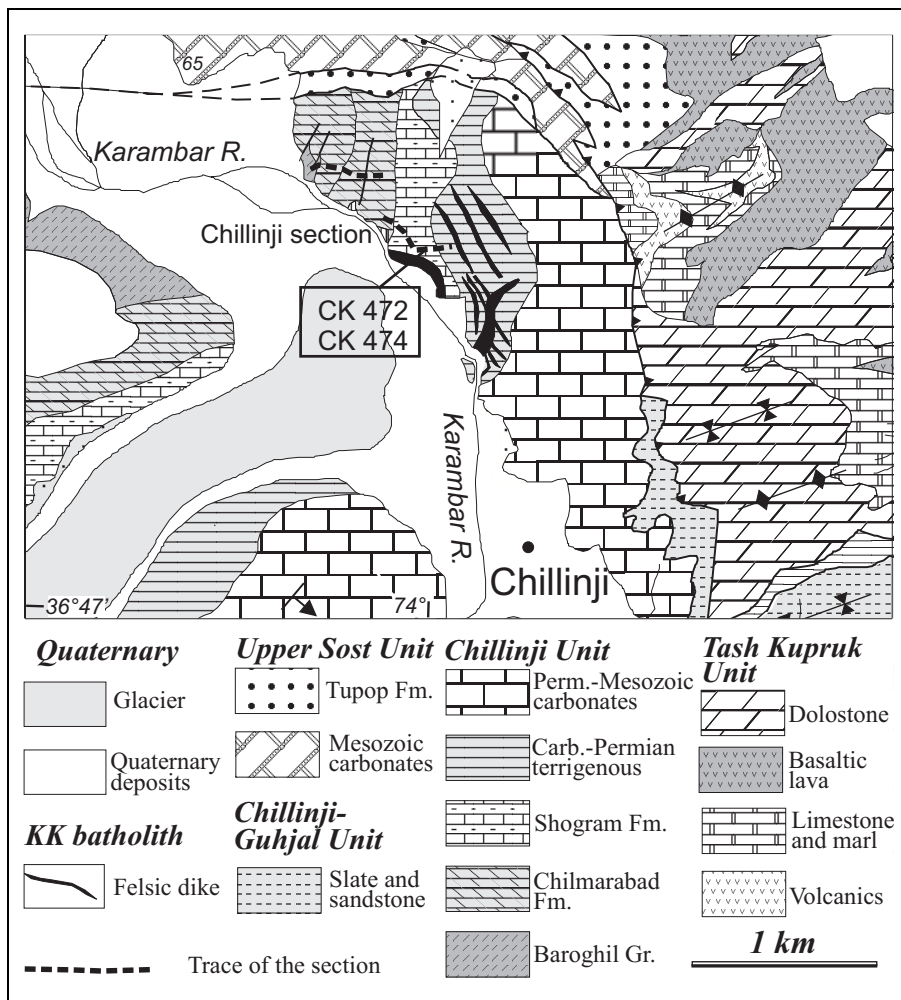 65
Karambar R.
Chillinji section
CK 472
CK 474
Karambar R.
Chillinji
36°47'
74°
Quaternary
Glacier
Quaternary
deposits
KK batholith
Felsic dike
Trace of the section
Upper Sost Unit
Tupop Fm.
Mesozoic
carbonates
Chillinji-
Guhjal Unit
Slate and
sandstone
Chillinji Unit
Perm.-Mesozoic
carbonates
Carb.-Permian
terrigenous
Shogram Fm.
Chilmarabad
Fm.
Baroghil Gr.
Tash Kupruk
Unit
Dolostone
Basaltic
lava
Limestone
and marl
Volcanics
1 km